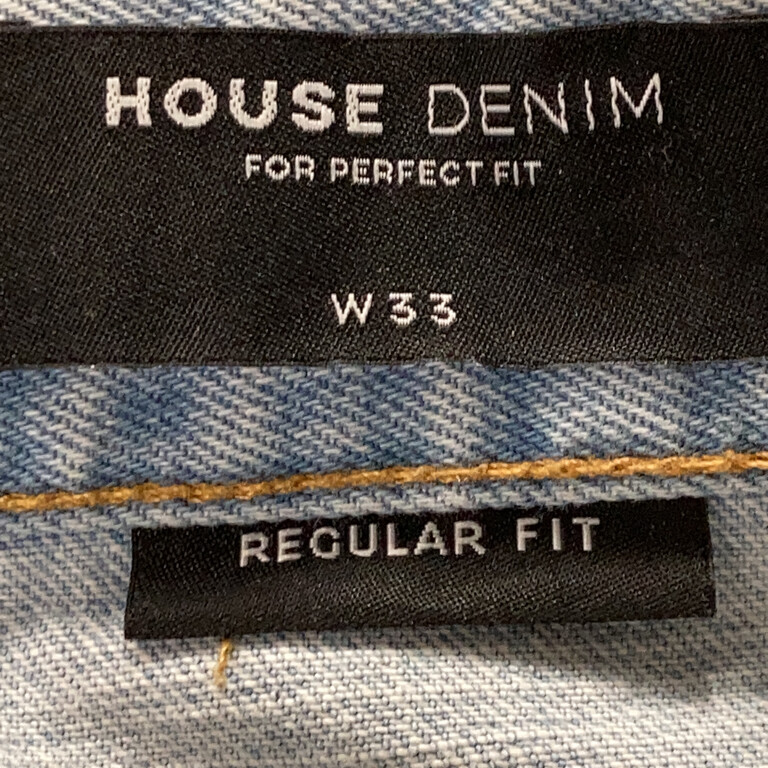 HOUSE DENIM
FOR PERFECT FIT
W33
REGULAR FIT